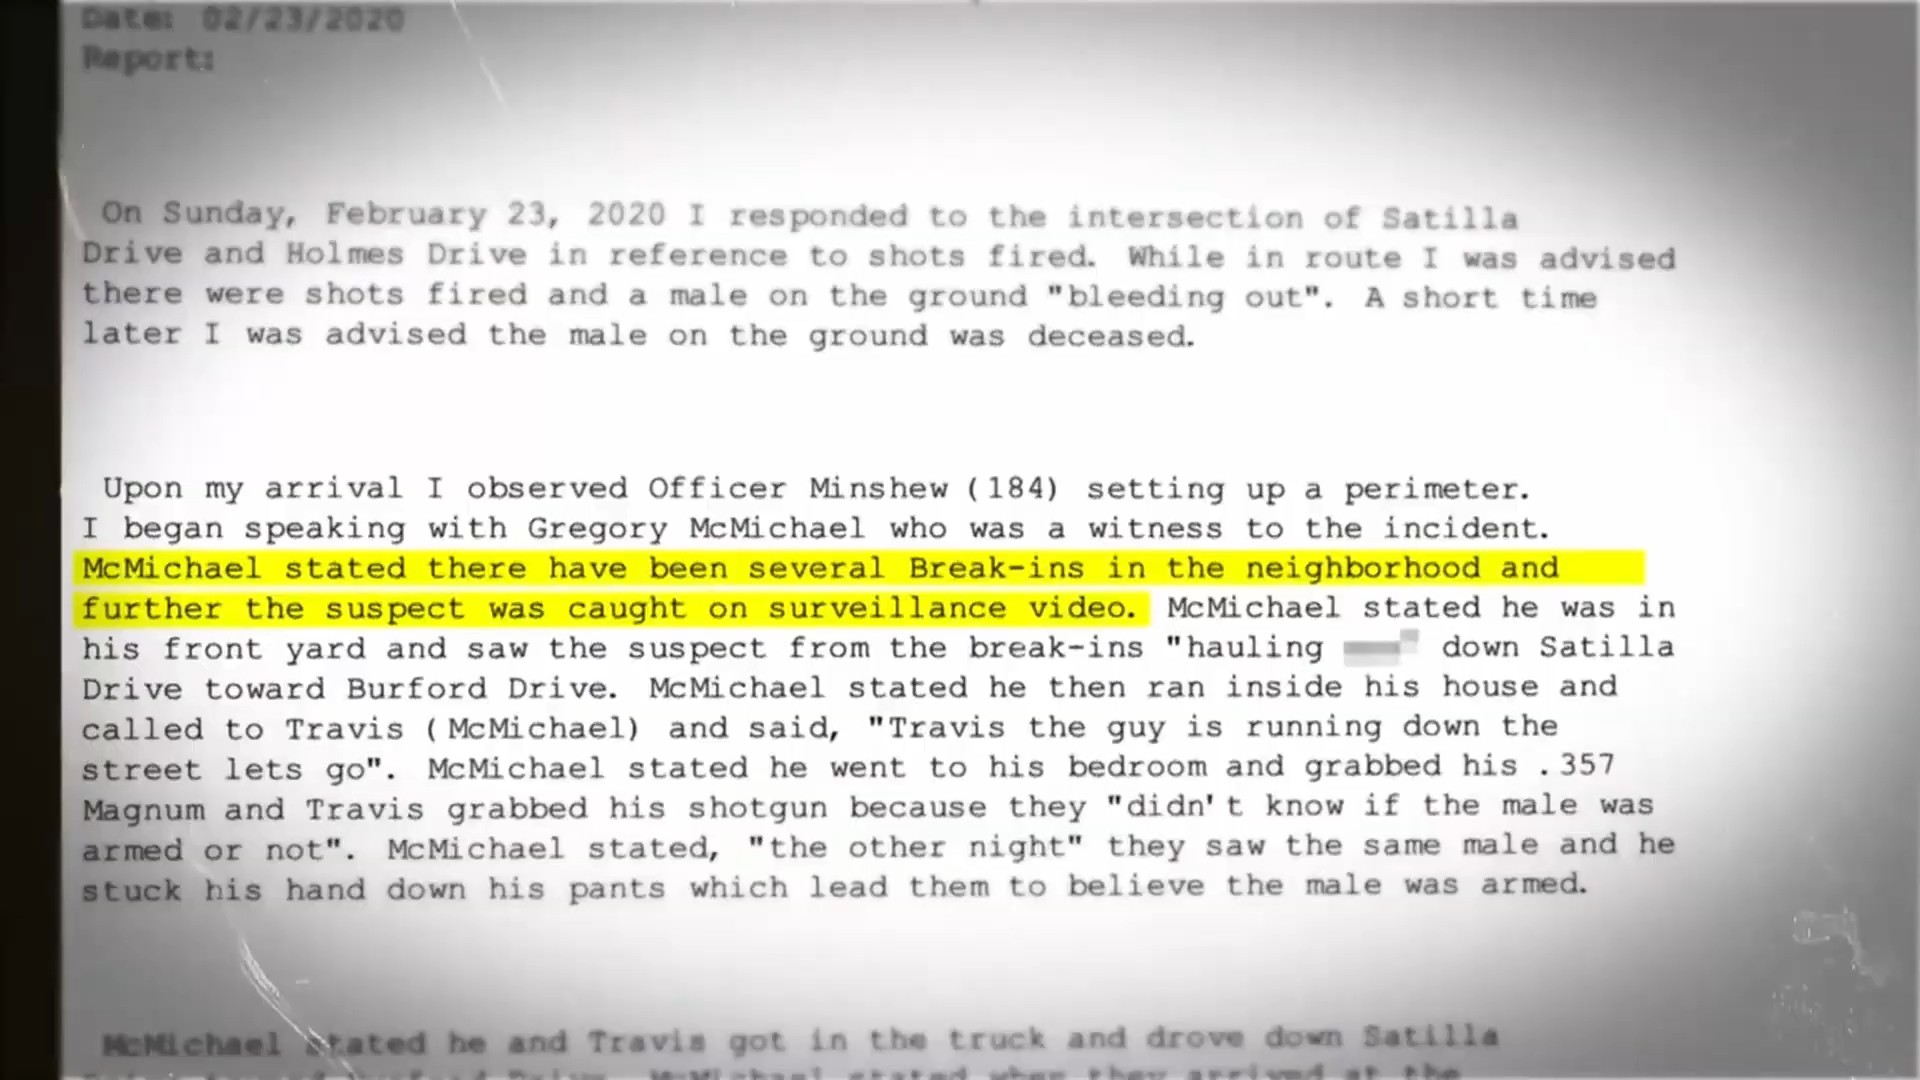 Date: 02/23/2020
Report:
On Sunday, February 23, 2020 I responded to the intersection of Satilla
Drive and Holmes Drive in reference to shots fired. While in route I was advised
there were shots fired and a male on the ground "bleeding out". A short time
later I was advised the male on the ground was deceased.
Upon my arrival I observed Officer Minshew (184) setting up a perimeter.
I began speaking with Gregory McMichael who was a witness to the incident.
McMichael stated there have been several Break-ins in the neighborhood and
further the suspect was caught on surveillance video. McMichael stated he was in
his front yard and saw the suspect from the break-ins "hauling down Satilla
Drive toward Burford Drive. McMichael stated he then ran inside his house and
called to Travis (McMichael) and said, "Travis the guy is running down the
street lets go". McMichael stated he went to his bedroom and grabbed his .357
Magnum and Travis grabbed his shotgun because they "didn't know if the male was
armed or not". McMichael stated, "the other night" they saw the same male and he
stuck his hand down his pants which lead them to believe the male was armed.
McMichael stated he and Travis got in the truck and drove down Satilla
McMichael stated when they arrived at the